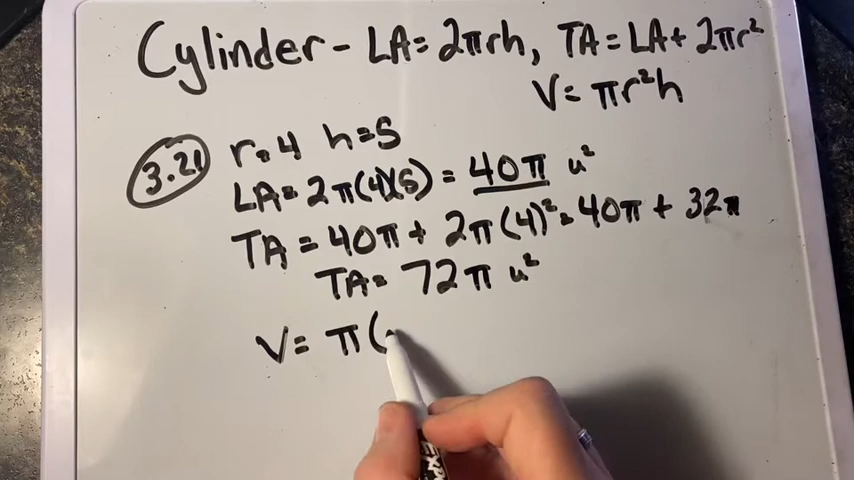 Cylinder - LA = 2πrh, TA = LA + 2πr²
V = πr²h
3.21 r = 4 h = 5
LA = 2π(4)(5) = 40π u²
TA = 40π + 2π(4)² = 40π + 32π
TA = 72π u²
V = π(
EXP